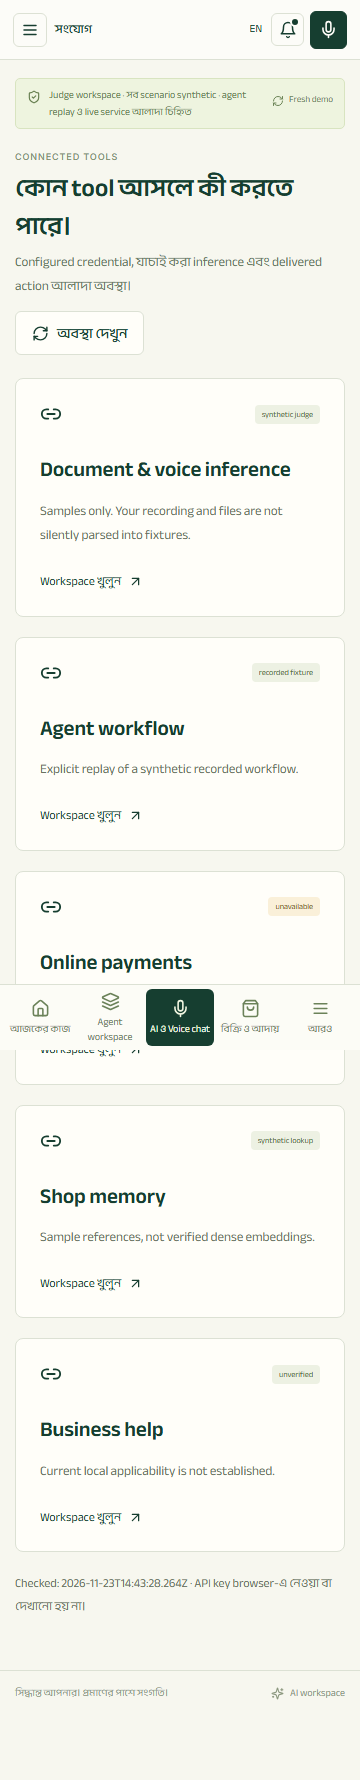 সংযোগ
EN
Judge workspace · সব scenario synthetic · agent
replay ও live service আলাদা চিহ্নিত
Fresh demo
CONNECTED TOOLS
কোন tool আসলে কী করতে
পারে।
Configured credential, যাচাই করা inference এবং delivered
action আলাদা অবস্থা।
অবস্থা দেখুন
synthetic judge
Document & voice inference
Samples only. Your recording and files are not
silently parsed into fixtures.
Workspace খুলুন
recorded fixture
Agent workflow
Explicit replay of a synthetic recorded workflow.
Workspace খুলুন
unavailable
Online payments
আজকের কাজ
Agent
workspace
AI ও Voice chat
বিক্রি ও আদায়
আরও
Workspace খুলুন
synthetic lookup
Shop memory
Sample references, not verified dense embeddings.
Workspace খুলুন
unverified
Business help
Current local applicability is not established.
Workspace খুলুন
Checked: 2026-11-23T14:43:28.264Z · API key browser-এ নেওয়া বা
দেখানো হয় না।
সিদ্ধান্ত আপনার। প্রমাণের পাশে সংগতি।
AI workspace